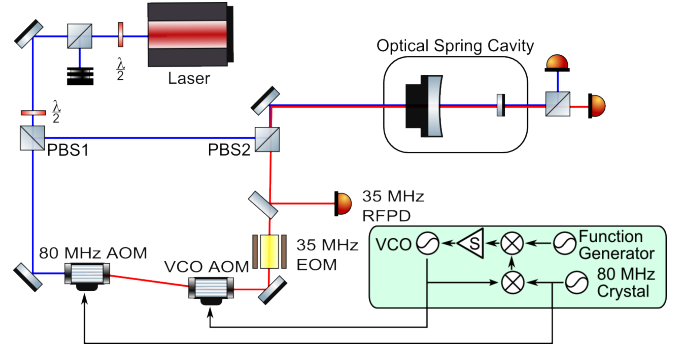 Laser
λ
2
Optical Spring Cavity
λ
2
PBS1
PBS2
35 MHz
RFPD
80 MHz AOM
35 MHz
EOM
VCO AOM
VCO
S
Function
Generator
80 MHz
Crystal